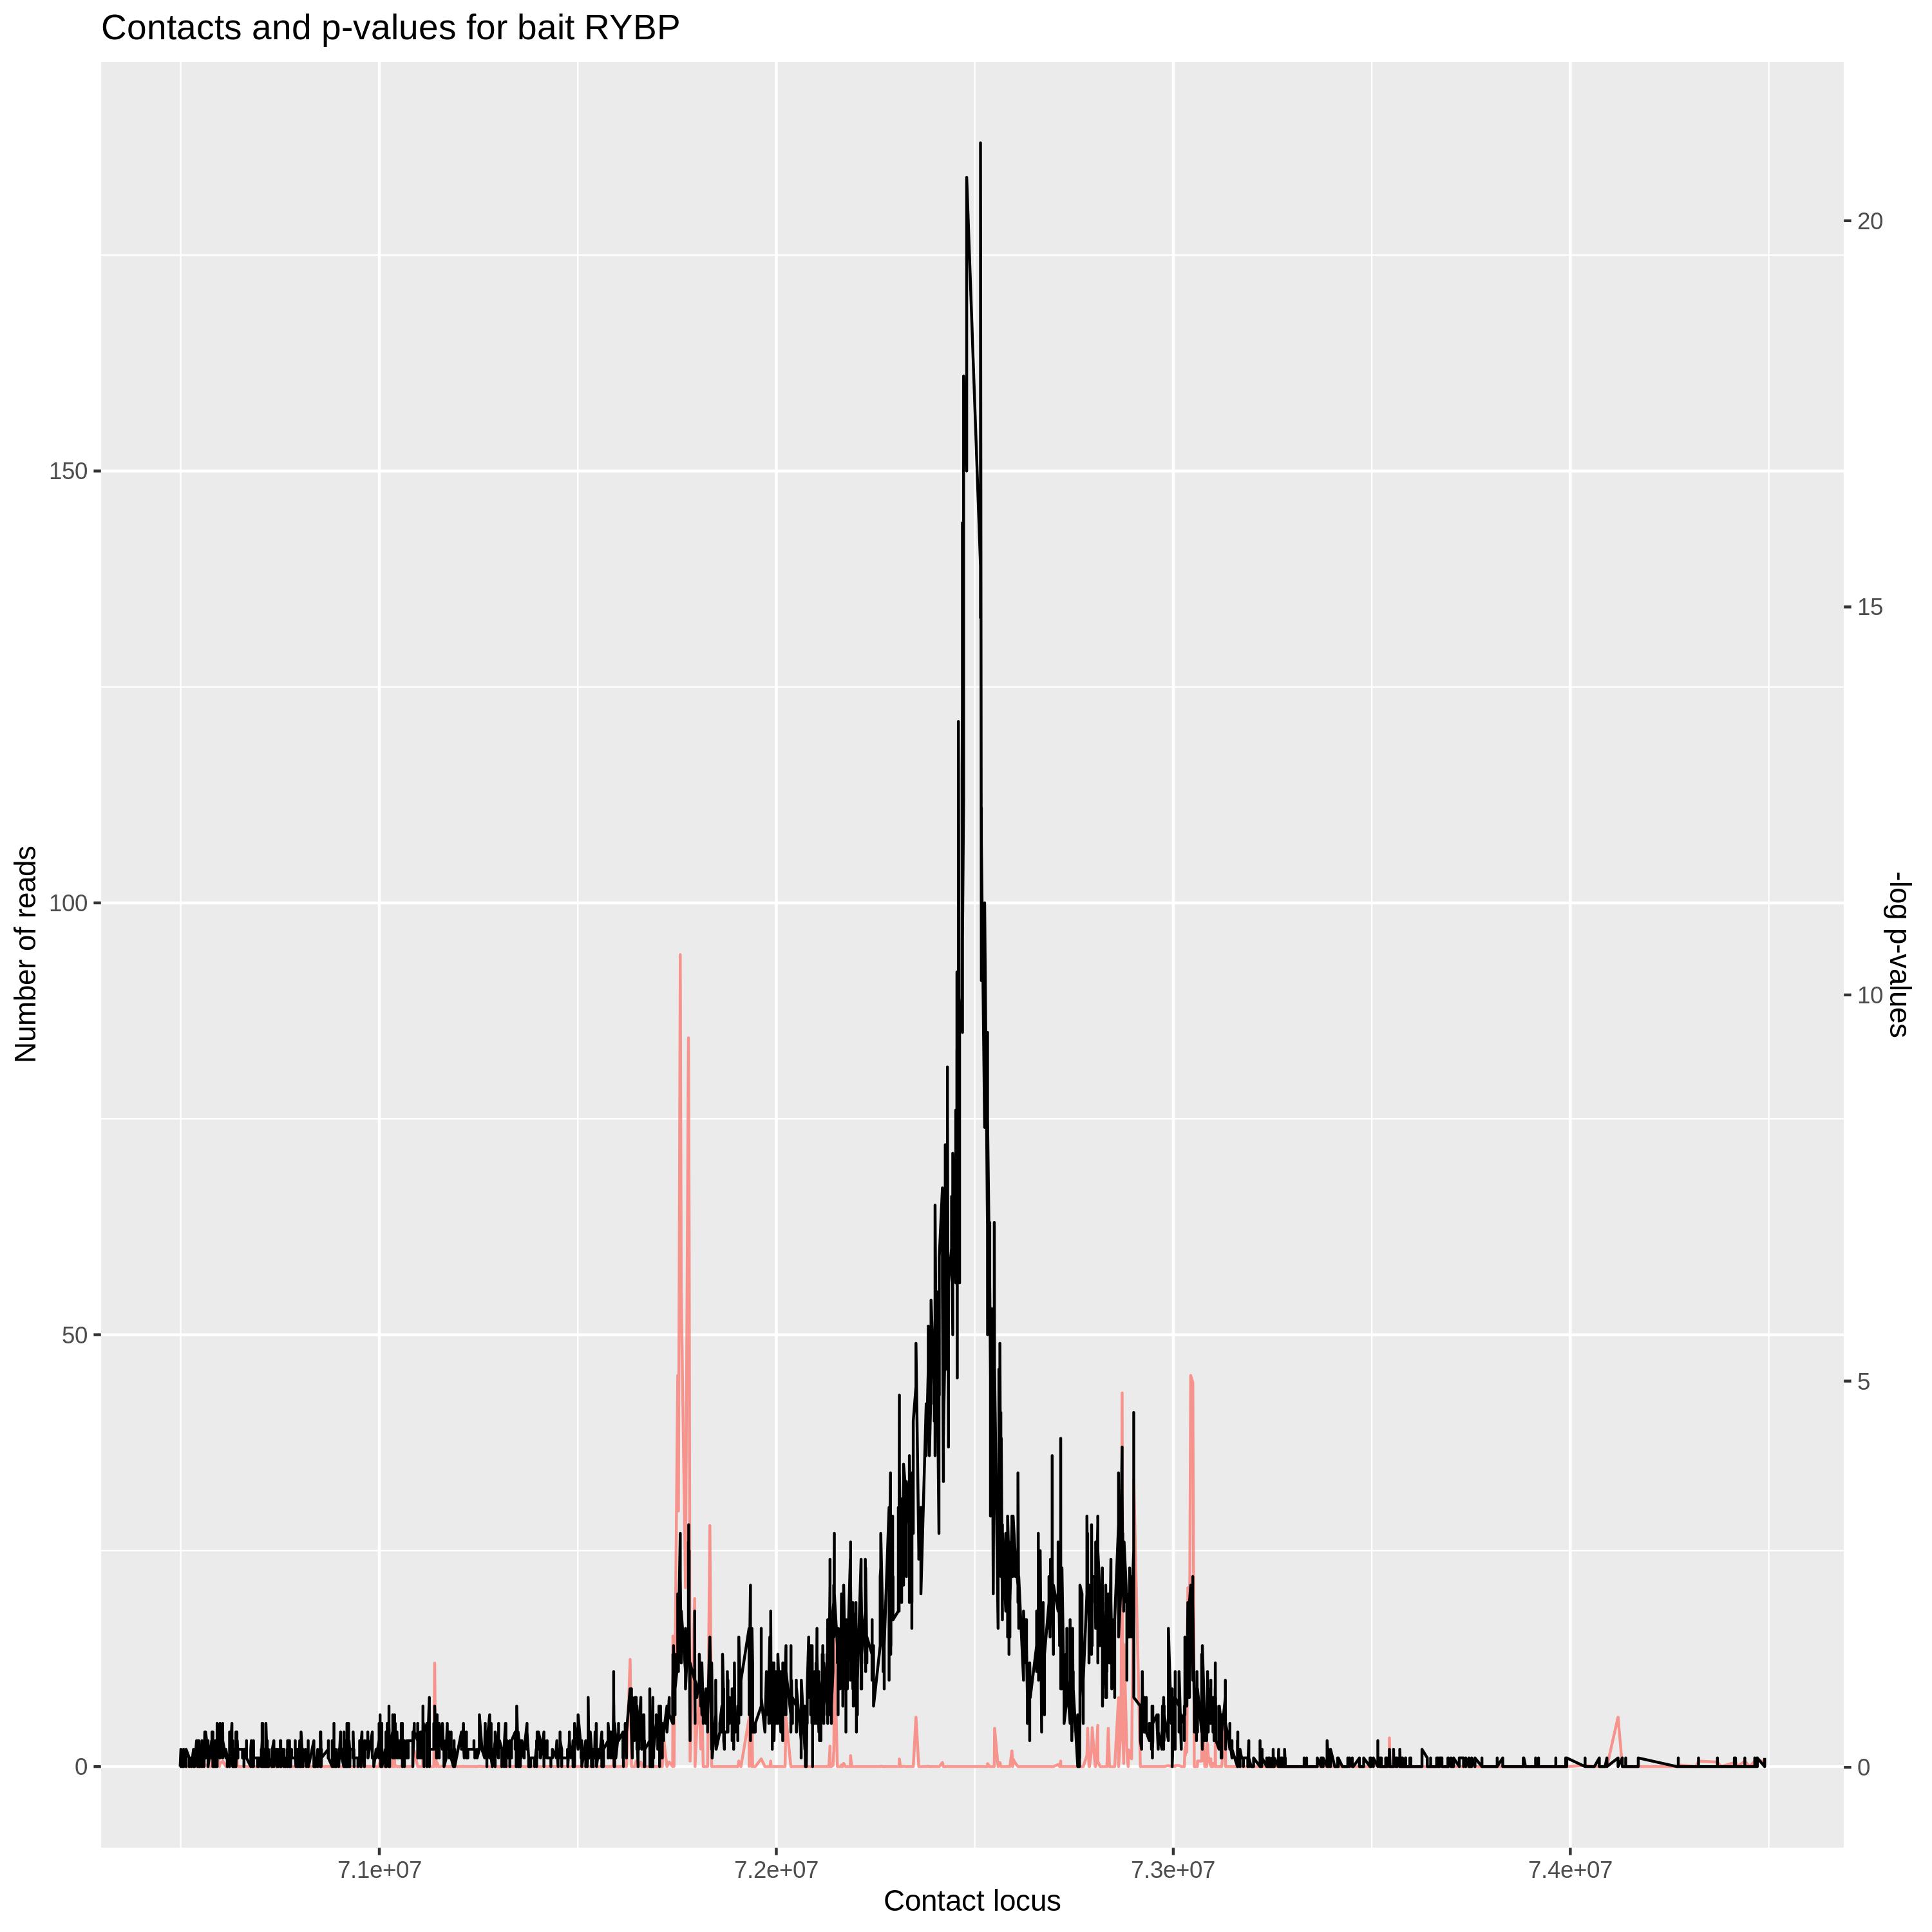 Contacts and p-values for bait RYBP
Number of reads
150
100
50
0
20
15
10
5
0
-log p-values
7.1e+07
7.2e+07
7.3e+07
7.4e+07
Contact locus